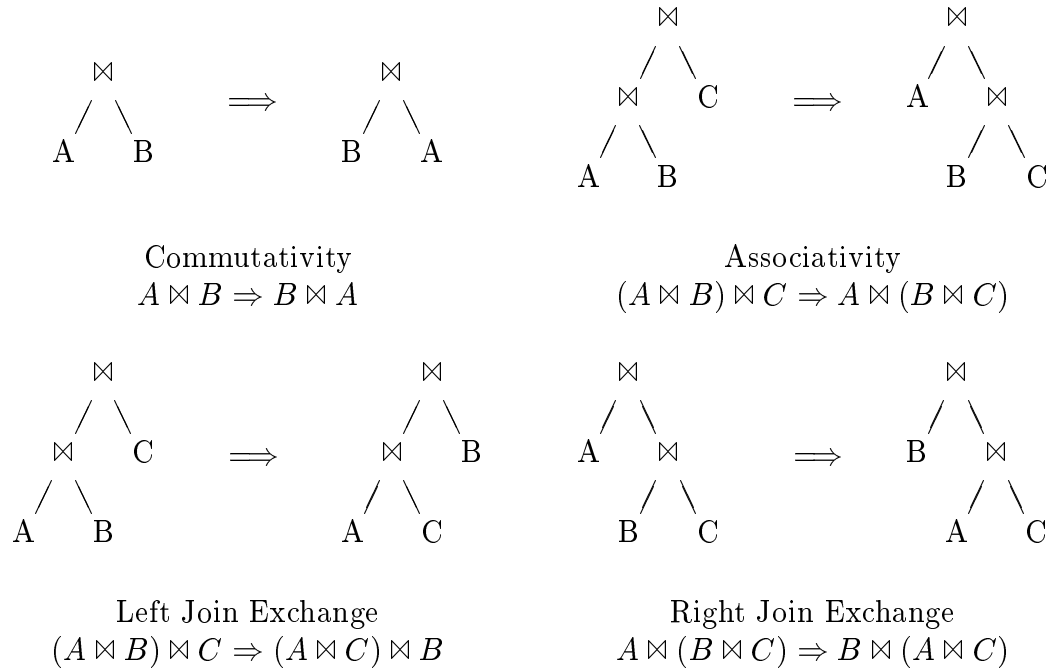 ⋈
A B
⟹
⋈
B A
Commutativity
A ⋈ B ⇒ B ⋈ A
⋈
⋈ C
A B
⟹
⋈
A ⋈
B C
Associativity
(A ⋈ B) ⋈ C ⇒ A ⋈ (B ⋈ C)
⋈
⋈ C
A B
⟹
⋈
⋈ B
A C
Left Join Exchange
(A ⋈ B) ⋈ C ⇒ (A ⋈ C) ⋈ B
⋈
A ⋈
B C
⟹
⋈
B ⋈
A C
Right Join Exchange
A ⋈ (B ⋈ C) ⇒ B ⋈ (A ⋈ C)